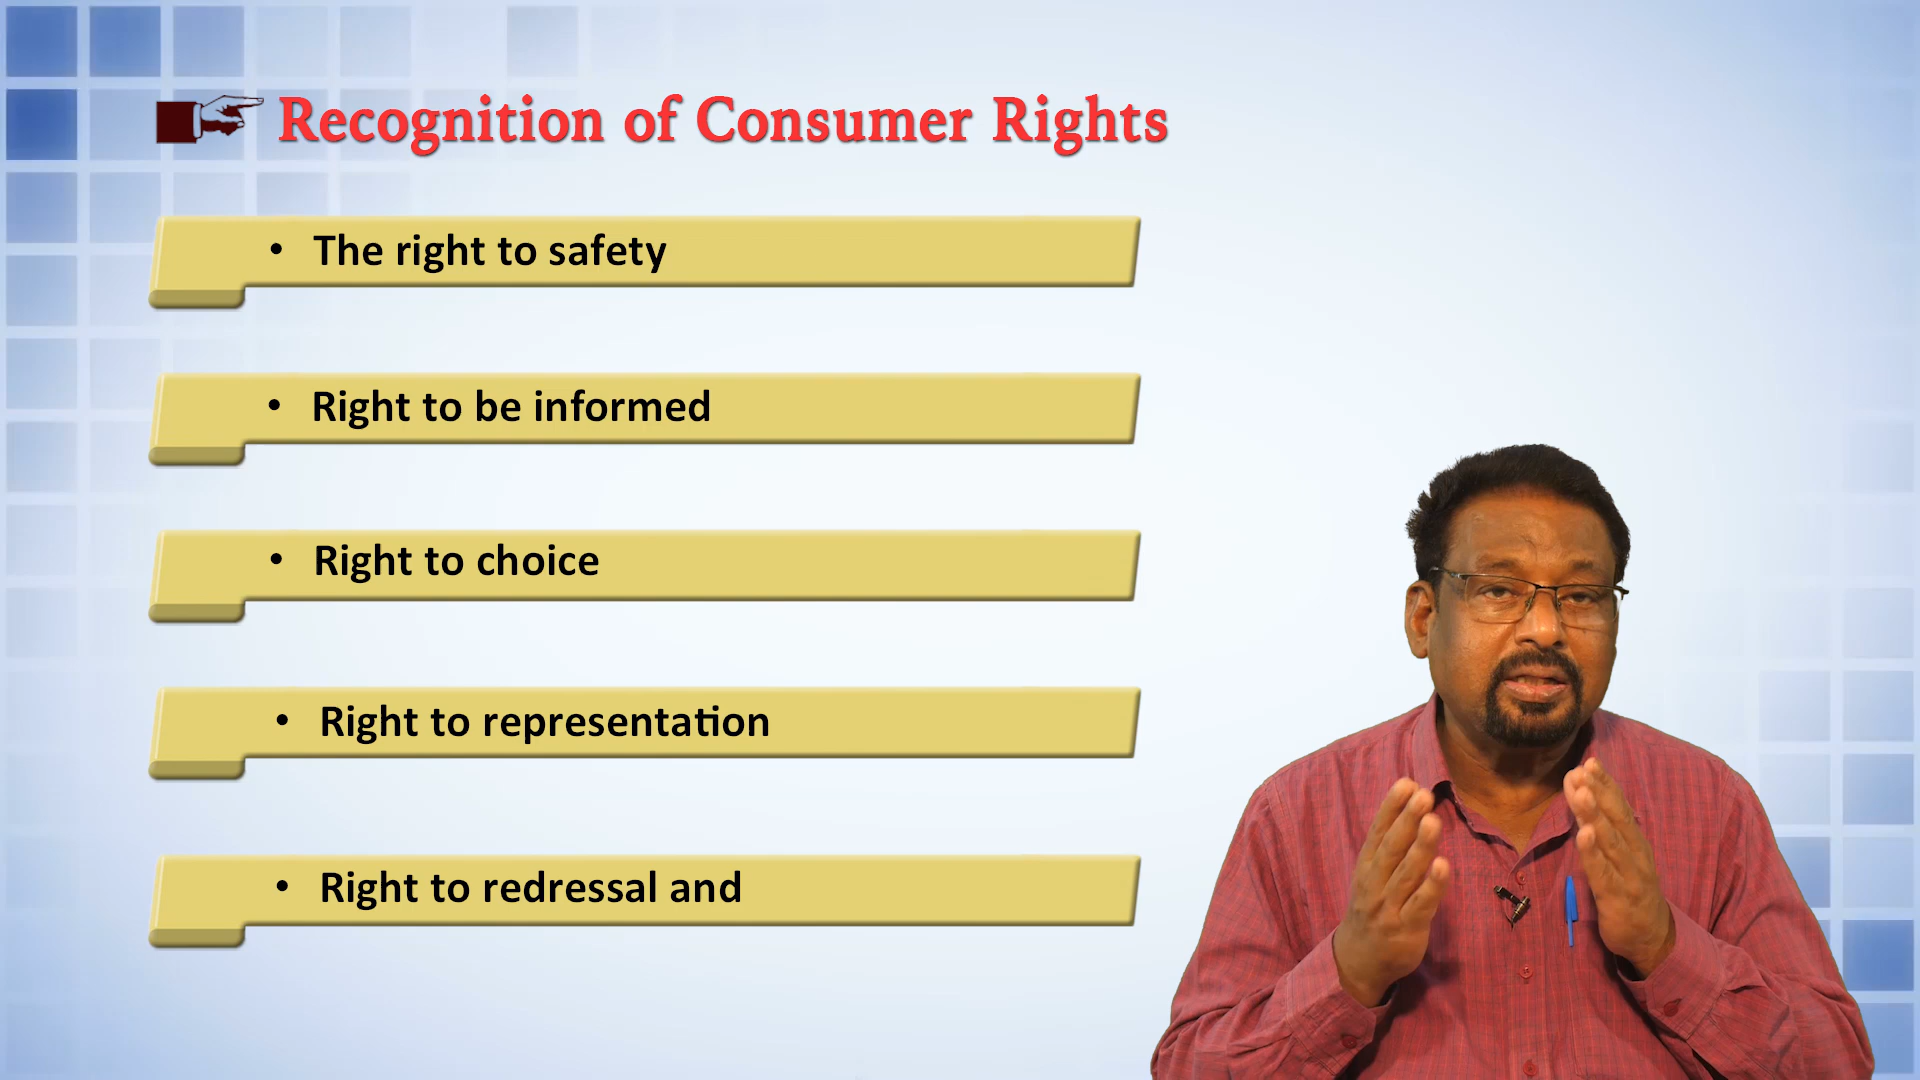 Recognition of Consumer Rights
• The right to safety
• Right to be informed
• Right to choice
• Right to representation
• Right to redressal and